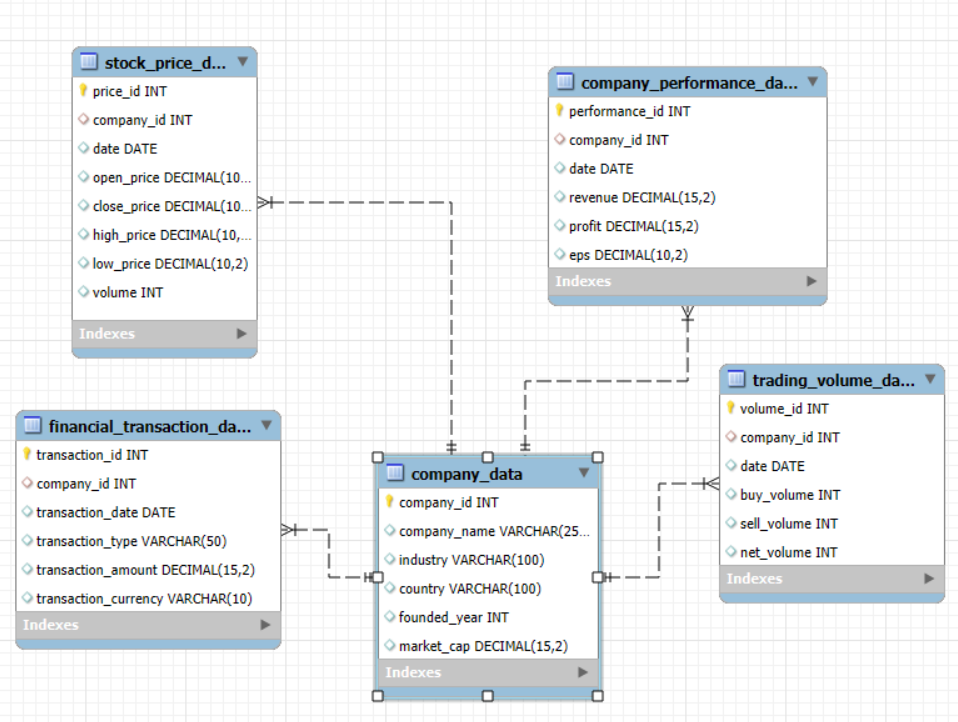 stock_price_d...
price_id INT
company_id INT
date DATE
open_price DECIMAL(10...
close_price DECIMAL(10...
high_price DECIMAL(10,...
low_price DECIMAL(10,2)
volume INT
Indexes
company_performance_da...
performance_id INT
company_id INT
date DATE
revenue DECIMAL(15,2)
profit DECIMAL(15,2)
eps DECIMAL(10,2)
Indexes
financial_transaction_da...
transaction_id INT
company_id INT
transaction_date DATE
transaction_type VARCHAR(50)
transaction_amount DECIMAL(15,2)
transaction_currency VARCHAR(10)
Indexes
company_data
company_id INT
company_name VARCHAR(25...
industry VARCHAR(100)
country VARCHAR(100)
founded_year INT
market_cap DECIMAL(15,2)
Indexes
trading_volume_da...
volume_id INT
company_id INT
date DATE
buy_volume INT
sell_volume INT
net_volume INT
Indexes